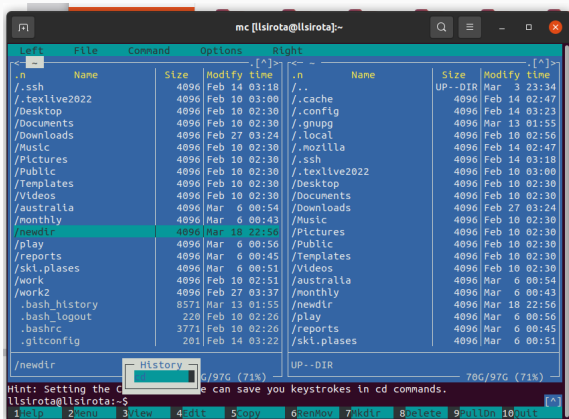 mc [llsirota@llsirota]:~
Left File Command Options Right
<- ~ .[^]>
.n Name Size Modify time
/.ssh 4096 Feb 14 03:18
/.texlive2022 4096 Feb 10 03:00
/Desktop 4096 Feb 10 02:30
/Documents 4096 Feb 10 02:30
/Downloads 4096 Feb 27 03:24
/Music 4096 Feb 10 02:30
/Pictures 4096 Feb 10 02:30
/Public 4096 Feb 10 02:30
/Templates 4096 Feb 10 02:30
/Videos 4096 Feb 10 02:30
/australia 4096 Mar 6 00:54
/monthly 4096 Mar 6 00:43
/newdir 4096 Mar 18 22:56
/play 4096 Mar 6 00:56
/reports 4096 Mar 6 00:45
/ski.plases 4096 Mar 6 00:51
/work 4096 Feb 10 02:51
/work2 4096 Feb 27 03:37
.bash_history 8571 Mar 13 01:55
.bash_logout 220 Feb 10 02:26
.bashrc 3771 Feb 10 02:26
.gitconfig 201 Feb 14 03:22
/newdir
G/97G (71%)
<- ~ .[^]>
.n Name Size Modify time
/.. UP--DIR Mar 3 23:34
/.cache 4096 Feb 14 02:47
/.config 4096 Feb 14 03:23
/.gnupg 4096 Mar 13 01:55
/.local 4096 Feb 10 02:56
/.mozilla 4096 Feb 14 02:47
/.ssh 4096 Feb 14 03:18
/.texlive2022 4096 Feb 10 03:00
/Desktop 4096 Feb 10 02:30
/Documents 4096 Feb 10 02:30
/Downloads 4096 Feb 27 03:24
/Music 4096 Feb 10 02:30
/Pictures 4096 Feb 10 02:30
/Public 4096 Feb 10 02:30
/Templates 4096 Feb 10 02:30
/Videos 4096 Feb 10 02:30
/australia 4096 Mar 6 00:54
/monthly 4096 Mar 6 00:43
/newdir 4096 Mar 18 22:56
/play 4096 Mar 6 00:56
/reports 4096 Mar 6 00:45
/ski.plases 4096 Mar 6 00:51
UP--DIR
70G/97G (71%)
History
cd
Hint: Setting the C e can save you keystrokes in cd commands.
llsirota@llsirota:~$ [^]
1Help 2Menu 3View 4Edit 5Copy 6RenMov 7Mkdir 8Delete 9PullDn 10Quit